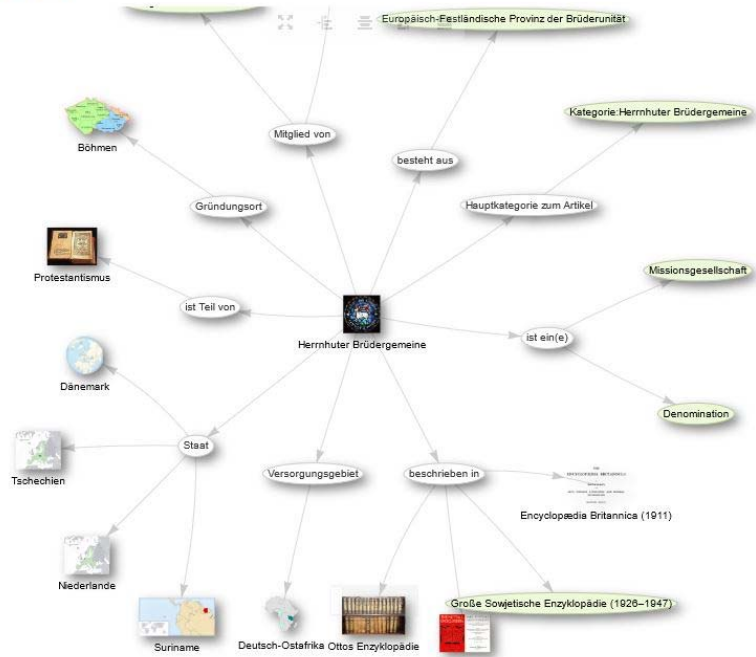 Europäisch-Festländische Provinz der Brüderunität
Kategorie:Herrnhuter Brüdergemeine
Mitglied von
Böhmen
besteht aus
Gründungsort
Hauptkategorie zum Artikel
Protestantismus
Missionsgesellschaft
ist Teil von
ist ein(e)
Herrnhuter Brüdergemeine
Dänemark
Denomination
Staat
Tschechien
Versorgungsgebiet
beschrieben in
Encyclopædia Britannica (1911)
Niederlande
Große Sowjetische Enzyklopädie (1926–1947)
Suriname
Deutsch-Ostafrika
Ottos Enzyklopädie